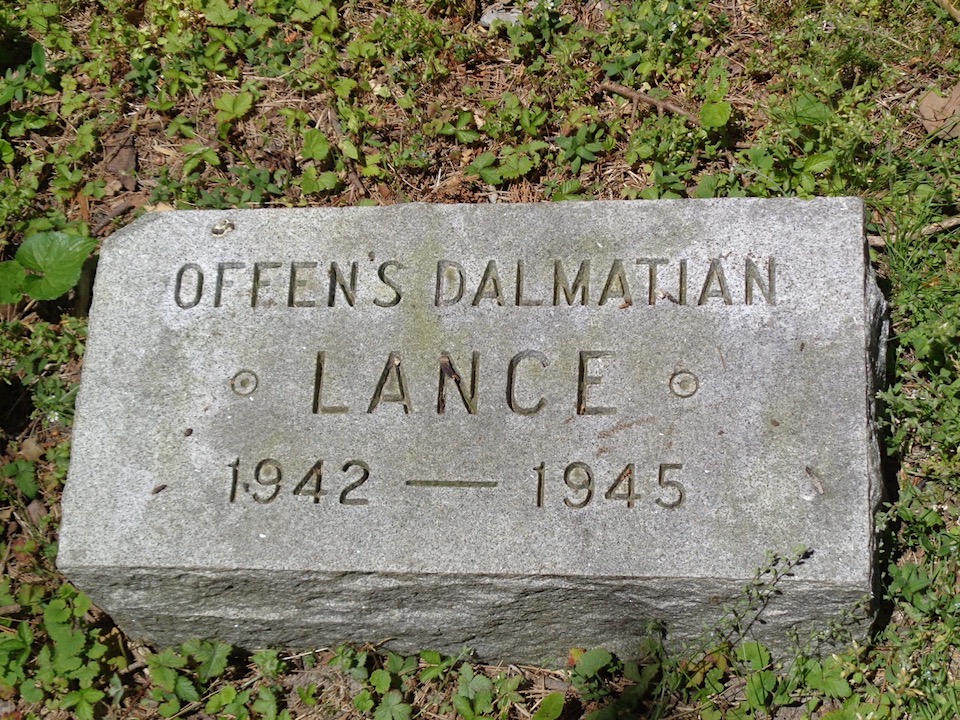 OFFEN'S DALMATIAN
LANCE
1942 — 1945